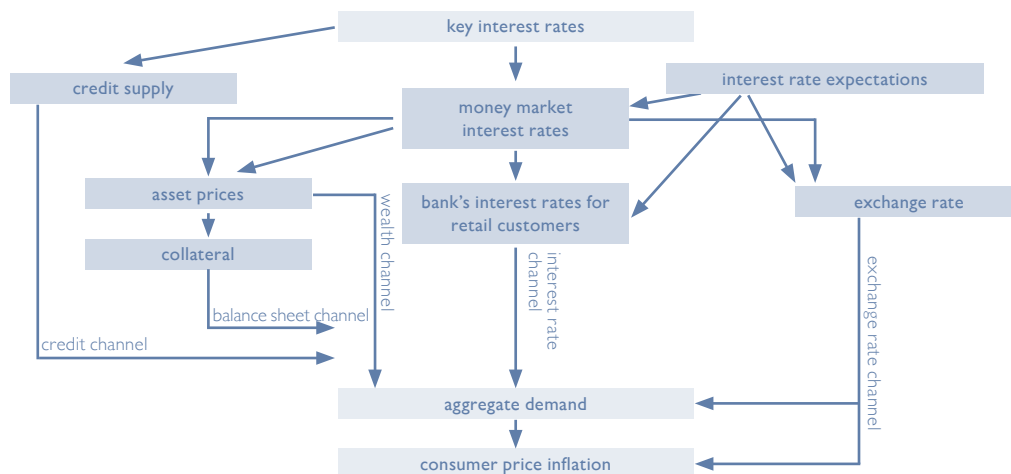 key interest rates
credit supply
interest rate expectations
money market
interest rates
asset prices
bank's interest rates for
retail customers
exchange rate
wealth channel
collateral
interest rate
channel
exchange rate channel
balance sheet channel
credit channel
aggregate demand
consumer price inflation